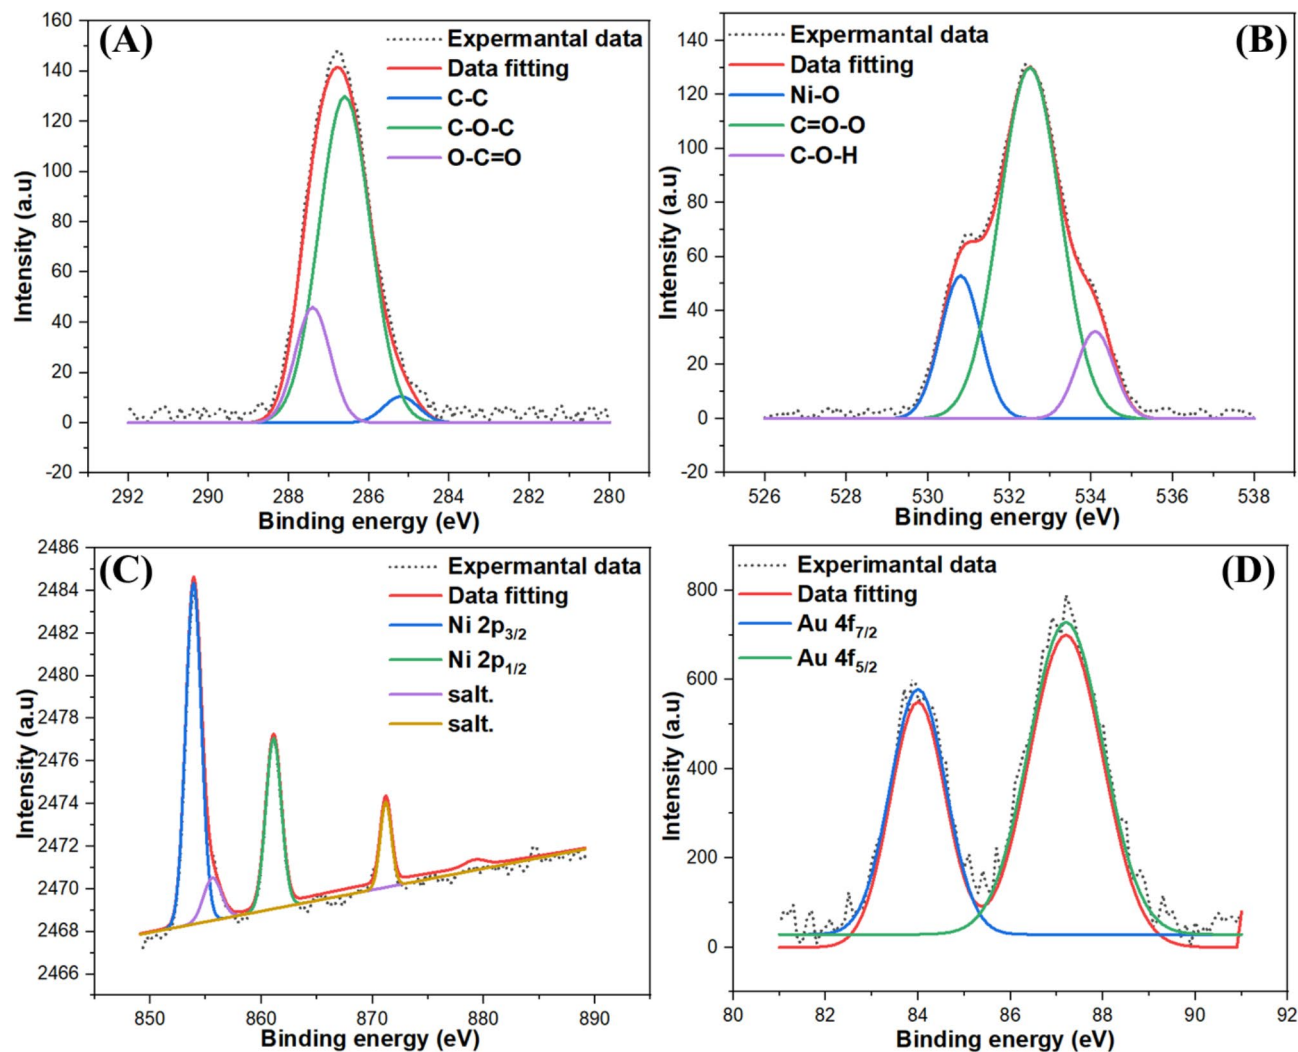 (A)
Expermantal data
Data fitting
C-C
C-O-C
O-C=O
Intensity (a.u)
160
140
120
100
80
60
40
20
0
-20
292 290 288 286 284 282 280
Binding energy (eV)
(B)
Expermantal data
Data fitting
Ni-O
C=O-O
C-O-H
Intensity (a.u)
140
120
100
80
60
40
20
0
-20
526 528 530 532 534 536 538
Binding energy (eV)
(C)
Expermantal data
Data fitting
Ni 2p3/2
Ni 2p1/2
salt.
salt.
Intensity (a.u)
2486
2484
2482
2480
2478
2476
2474
2472
2470
2468
2466
850 860 870 880 890
Binding energy (eV)
(D)
Experimantal data
Data fitting
Au 4f7/2
Au 4f5/2
Intensity (a.u)
800
600
400
200
0
80 82 84 86 88 90 92
Binding energy (eV)